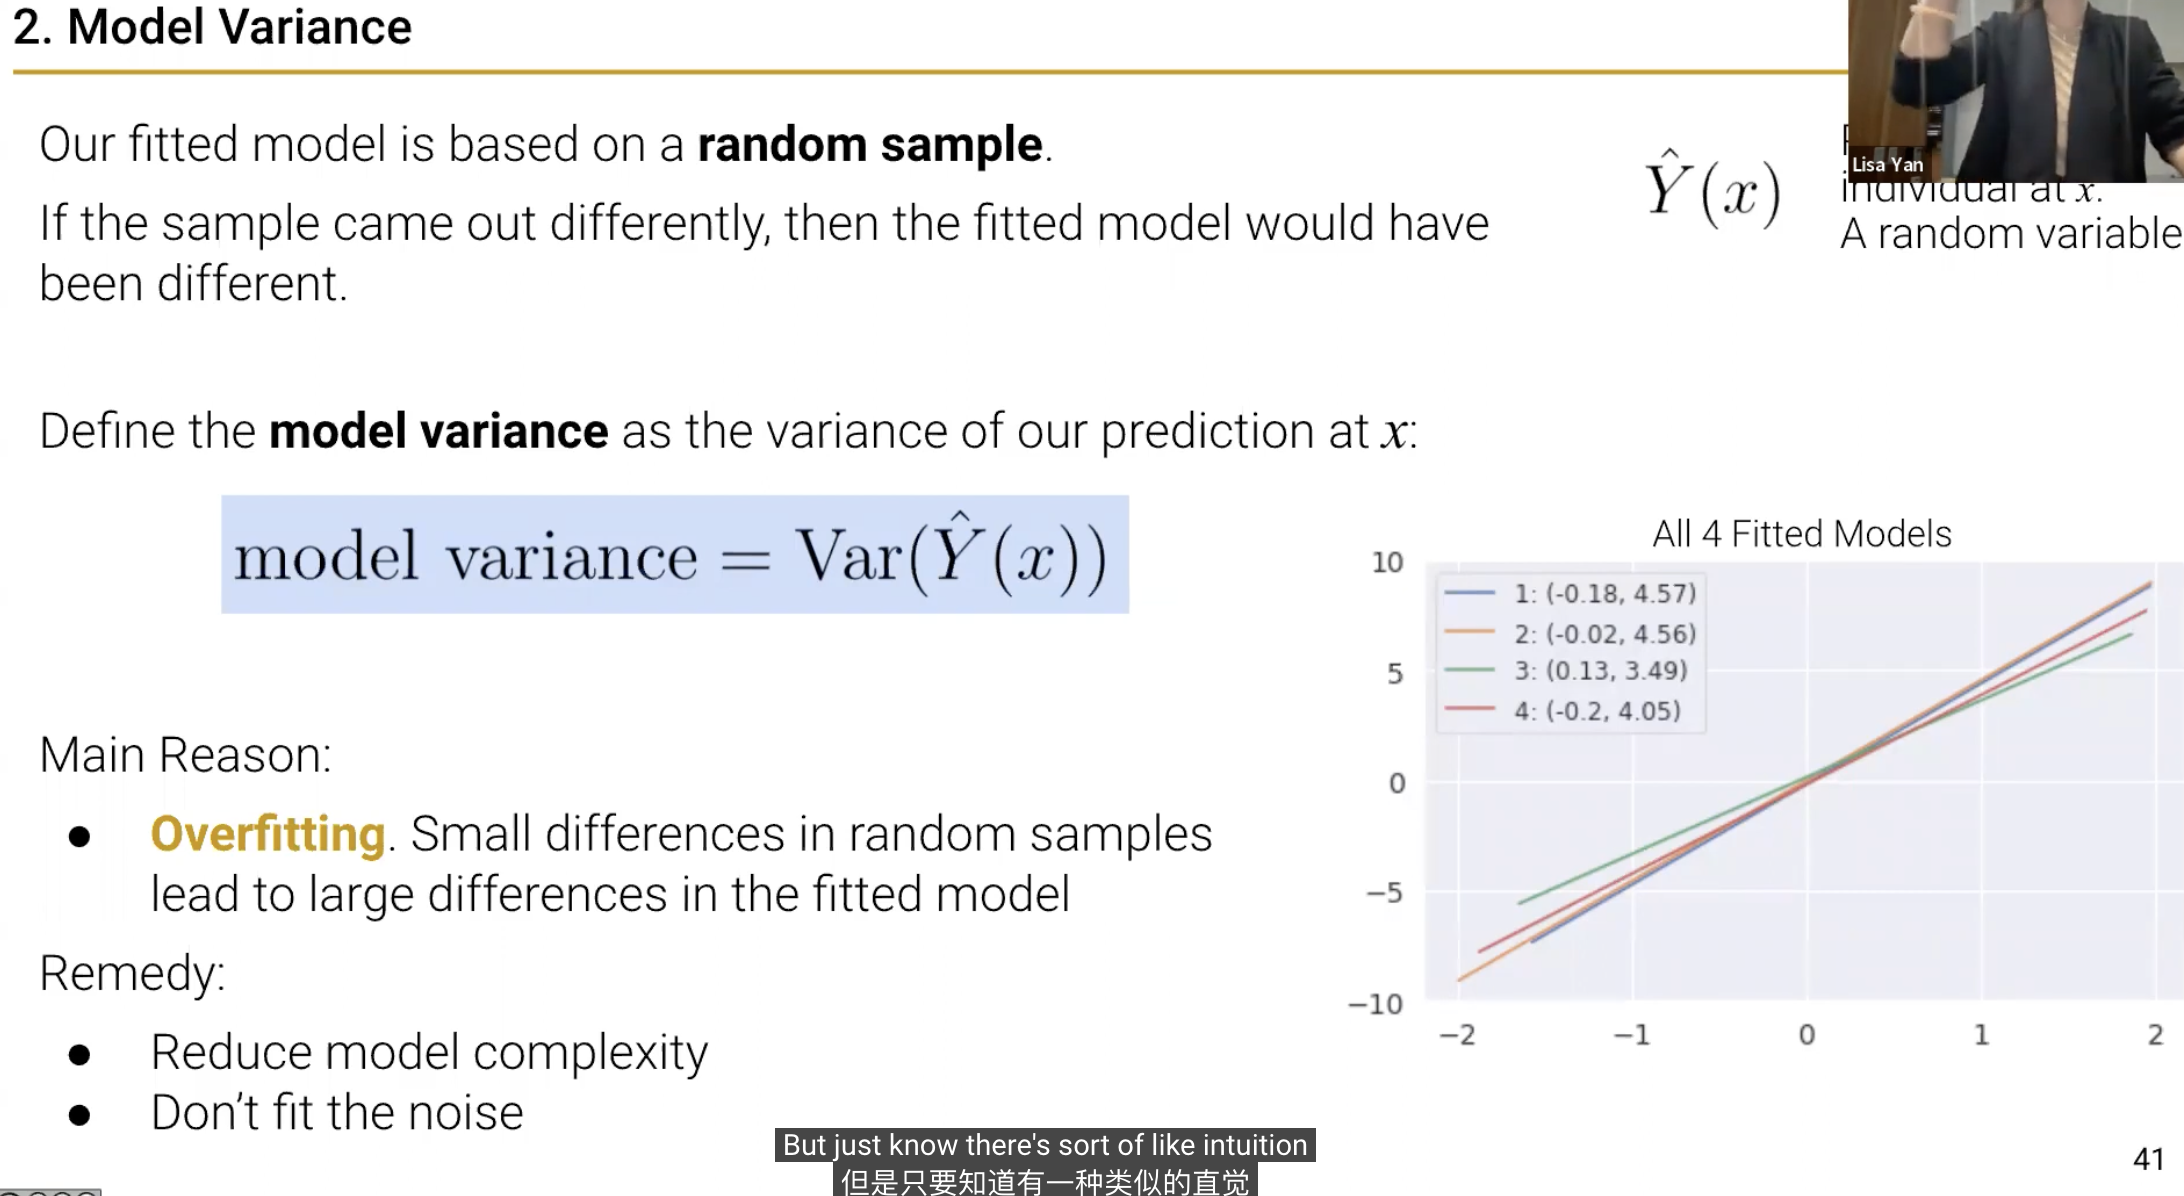 2. Model Variance
Lisa Yan
Our fitted model is based on a random sample.
Ŷ(x)
individual at x.
A random variable
If the sample came out differently, then the fitted model would have
been different.
Define the model variance as the variance of our prediction at x:
model variance = Var(Ŷ(x))
All 4 Fitted Models
10
5
0
−5
−10
1: (-0.18, 4.57)
2: (-0.02, 4.56)
3: (0.13, 3.49)
4: (-0.2, 4.05)
−2 −1 0 1 2
Main Reason:
● Overfitting. Small differences in random samples
lead to large differences in the fitted model
Remedy:
● Reduce model complexity
● Don’t fit the noise
But just know there's sort of like intuition
但是只要知道有一种类似的直觉
41